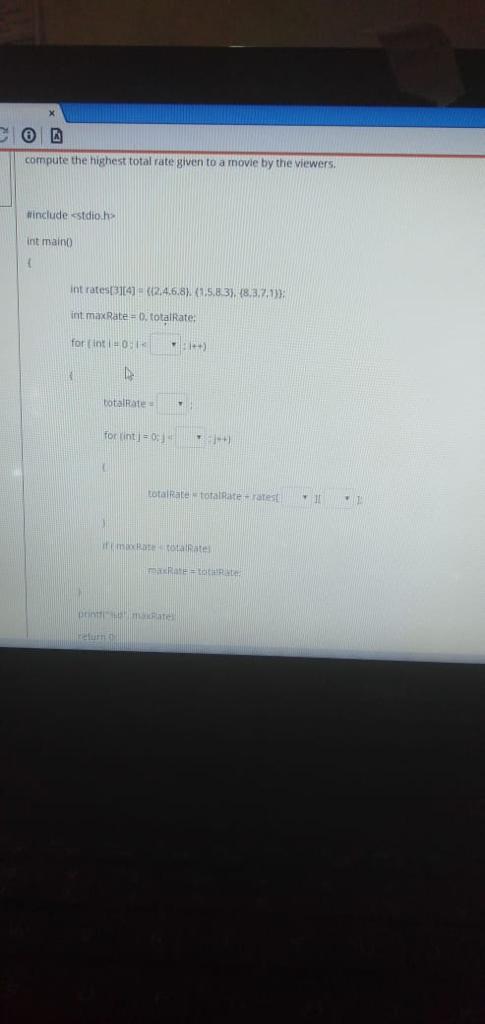 compute the highest total rate given to a movie by the viewers.
#include <stdio.h>
int main()
{
int rates[3][4] = {{2,4,6,8}, {1,5,8,3}, {8,3,7,1}};
int maxRate = 0, totalRate;
for ( int i = 0 ; i < ; i++)
{
totalRate = ;
for (int j = 0; j < ; j++)
{
totalRate = totalRate + rates[ ][ ];
}
if ( maxRate < totalRate)
maxRate = totalRate;
}
printf("%d", maxRate);
return 0;